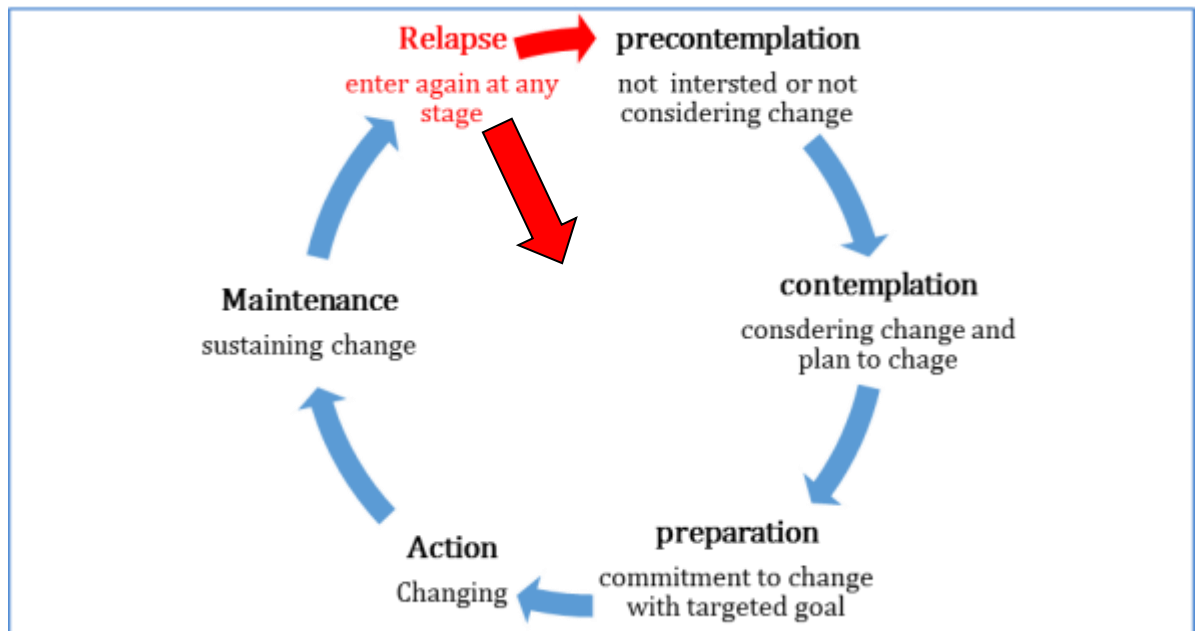 Relapse
enter again at any
stage
precontemplation
not intersted or not
considering change
contemplation
consdering change and
plan to chage
preparation
commitment to change
with targeted goal
Action
Changing
Maintenance
sustaining change